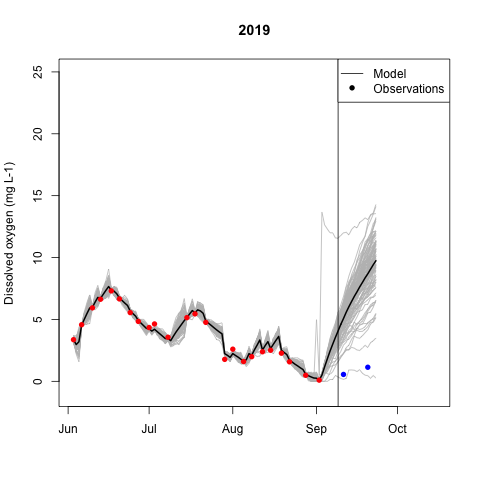 2019
Dissolved oxygen (mg L-1)
25
20
15
10
5
0
Model
Observations
Jun
Jul
Aug
Sep
Oct